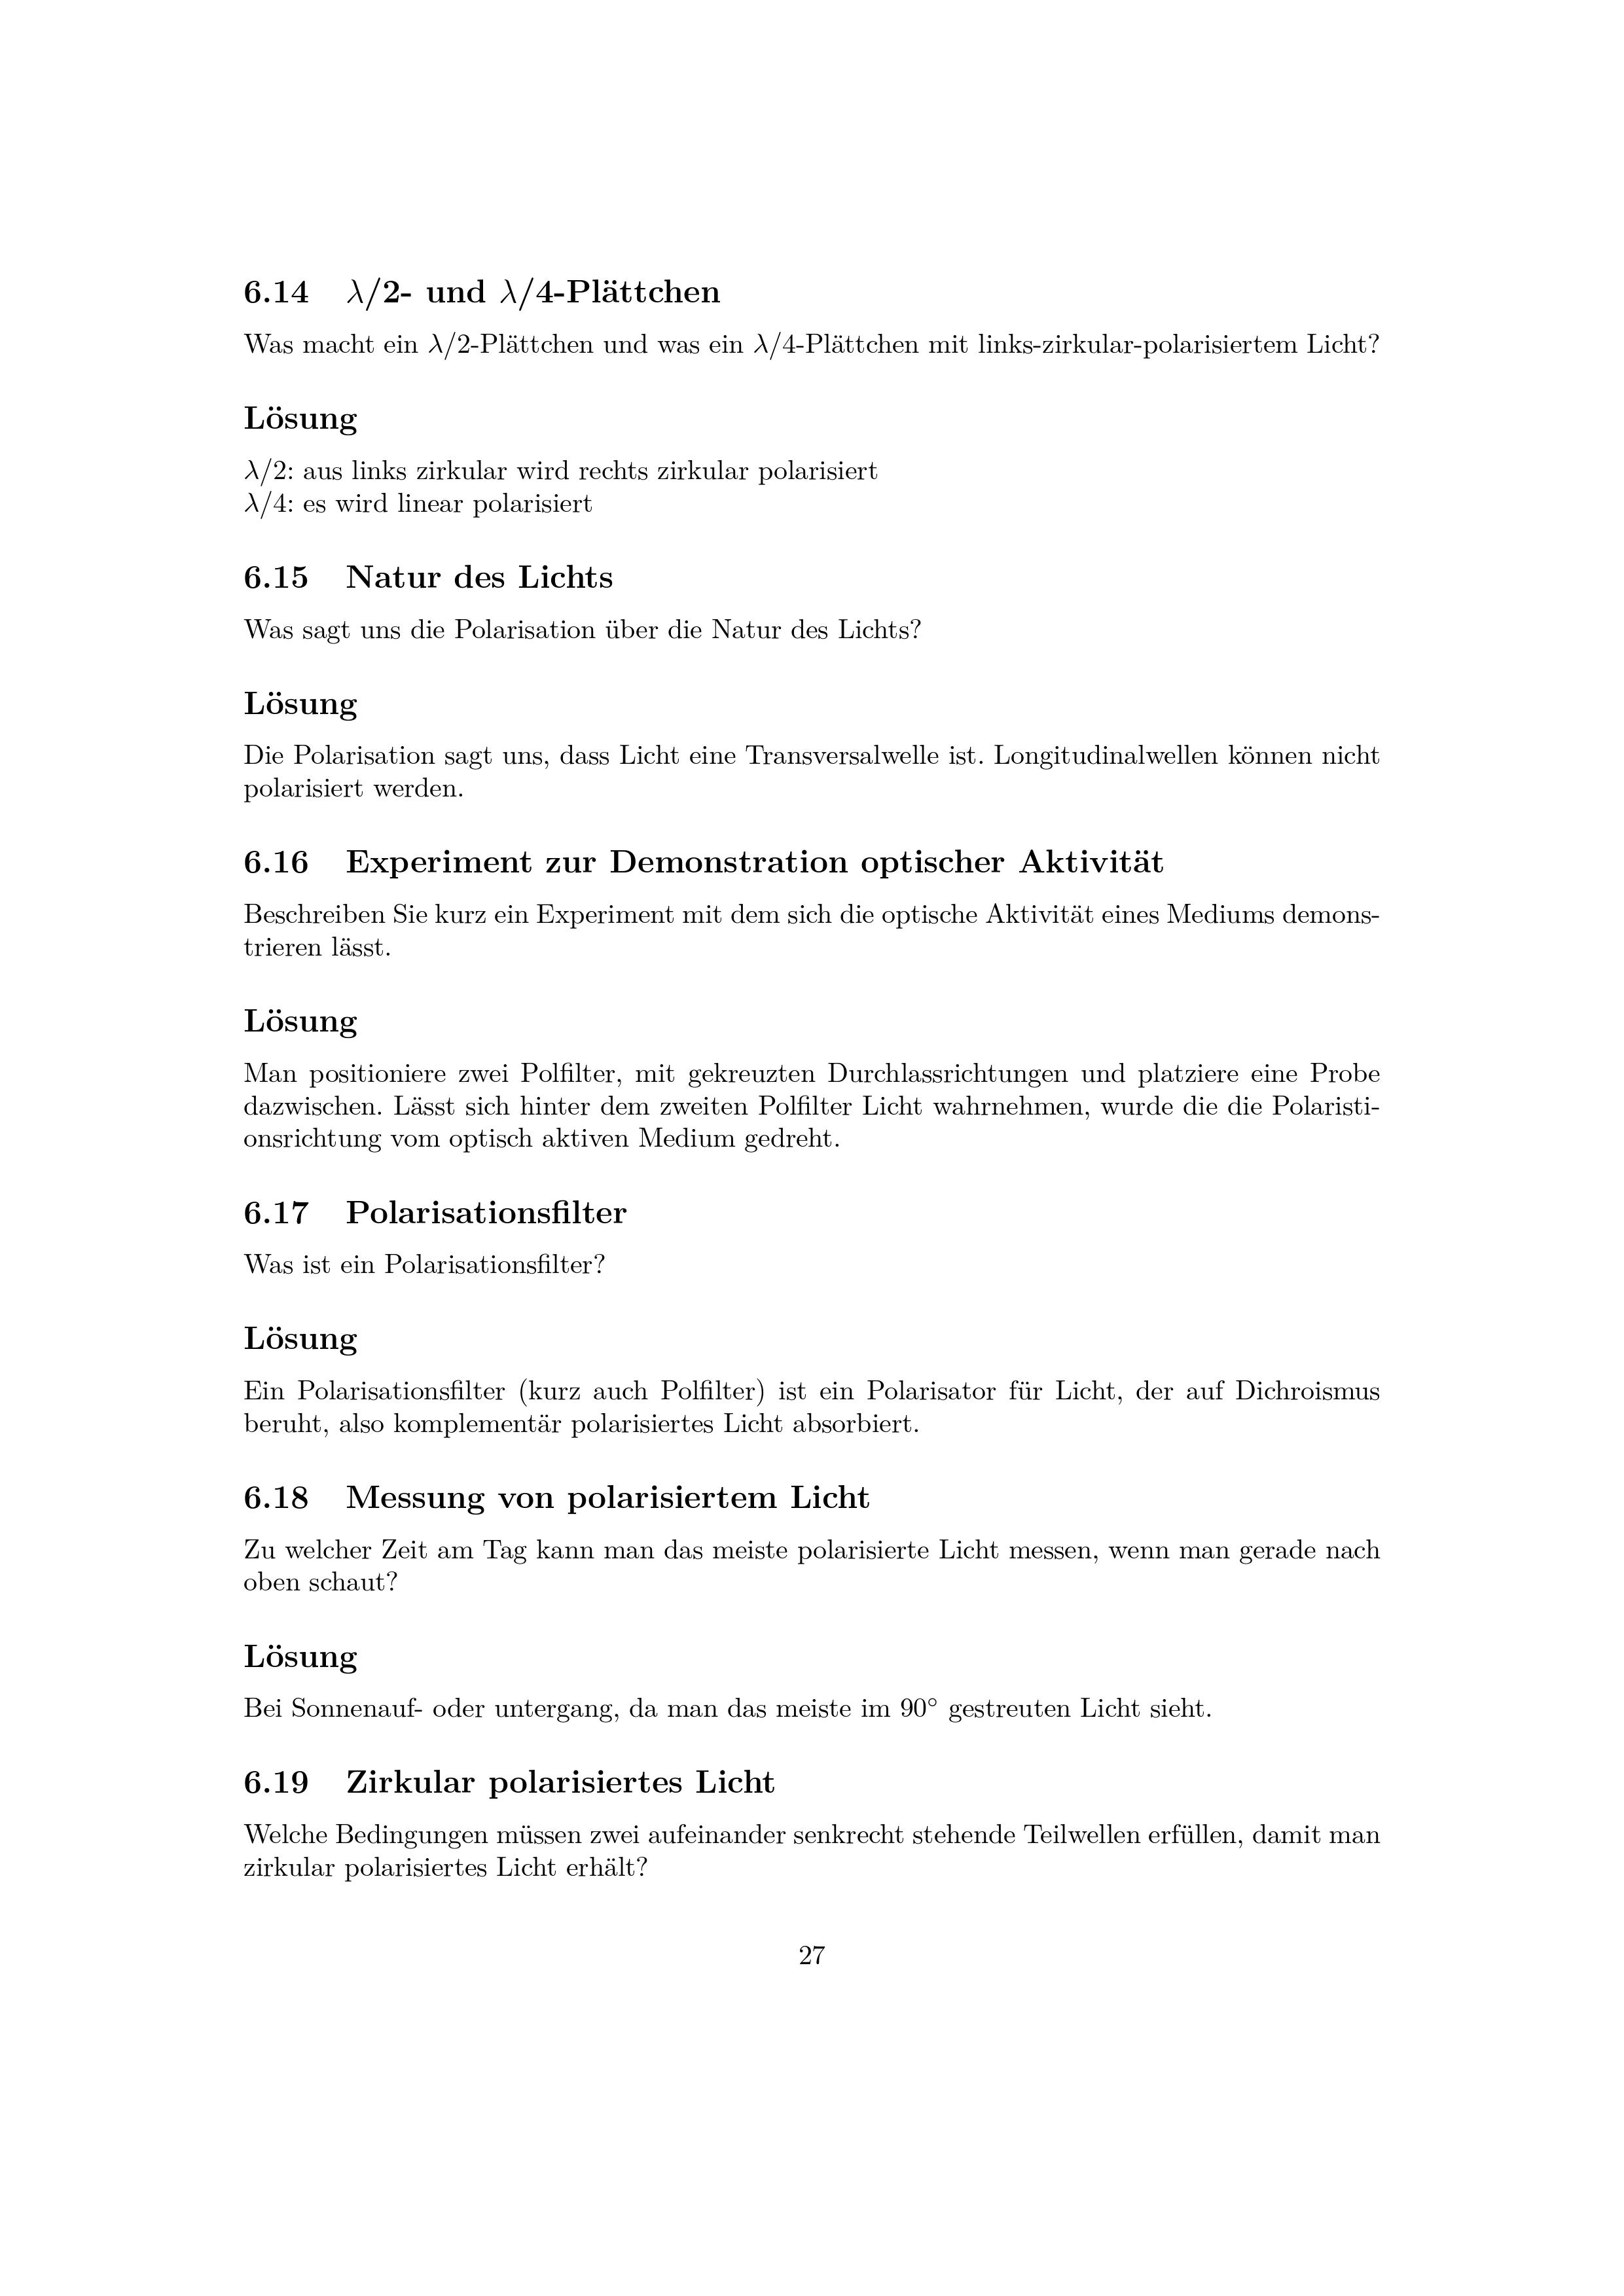 6.14 λ/2- und λ/4-Plättchen
Was macht ein λ/2-Plättchen und was ein λ/4-Plättchen mit links-zirkular-polarisiertem Licht?
Lösung
λ/2: aus links zirkular wird rechts zirkular polarisiert
λ/4: es wird linear polarisiert
6.15 Natur des Lichts
Was sagt uns die Polarisation über die Natur des Lichts?
Lösung
Die Polarisation sagt uns, dass Licht eine Transversalwelle ist. Longitudinalwellen können nicht
polarisiert werden.
6.16 Experiment zur Demonstration optischer Aktivität
Beschreiben Sie kurz ein Experiment mit dem sich die optische Aktivität eines Mediums demons-
trieren lässt.
Lösung
Man positioniere zwei Polfilter, mit gekreuzten Durchlassrichtungen und platziere eine Probe
dazwischen. Lässt sich hinter dem zweiten Polfilter Licht wahrnehmen, wurde die die Polaristi-
onsrichtung vom optisch aktiven Medium gedreht.
6.17 Polarisationsfilter
Was ist ein Polarisationsfilter?
Lösung
Ein Polarisationsfilter (kurz auch Polfilter) ist ein Polarisator für Licht, der auf Dichroismus
beruht, also komplementär polarisiertes Licht absorbiert.
6.18 Messung von polarisiertem Licht
Zu welcher Zeit am Tag kann man das meiste polarisierte Licht messen, wenn man gerade nach
oben schaut?
Lösung
Bei Sonnenauf- oder untergang, da man das meiste im 90° gestreuten Licht sieht.
6.19 Zirkular polarisiertes Licht
Welche Bedingungen müssen zwei aufeinander senkrecht stehende Teilwellen erfüllen, damit man
zirkular polarisiertes Licht erhält?
27